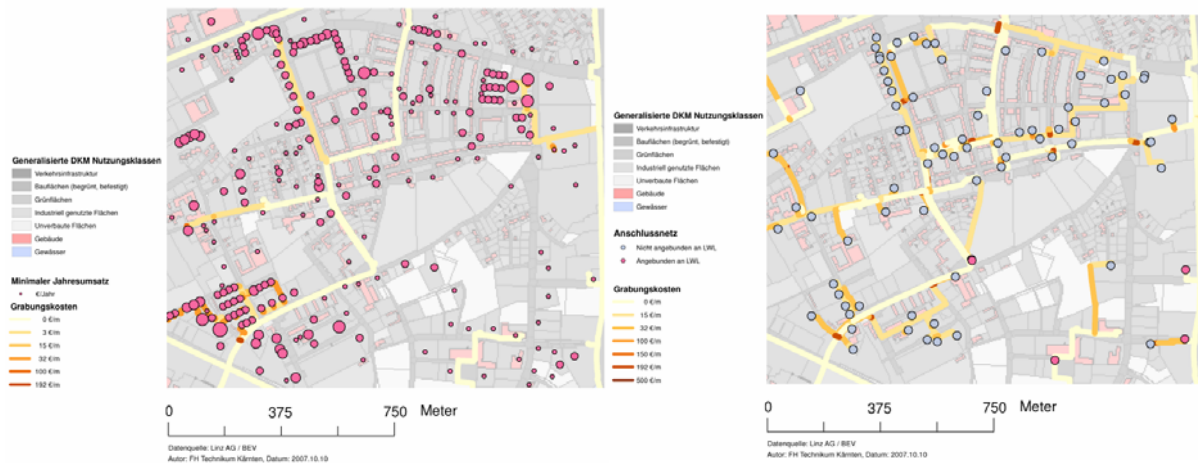 Generalisierte DKM Nutzungsklassen
Verkehrsinfrastruktur
Bauflächen (begrünt, befestigt)
Grünflächen
Industriell genutzte Flächen
Unverbaute Flächen
Gebäude
Gewässer
Minimaler Jahresumsatz
€/Jahr
Grabungskosten
0 €/m
3 €/m
15 €/m
32 €/m
100 €/m
192 €/m
0 375 750 Meter
Datenquelle: Linz AG / BEV
Autor: FH Technikum Kärnten, Datum: 2007.10.10
Generalisierte DKM Nutzungsklassen
Verkehrsinfrastruktur
Bauflächen (begrünt, befestigt)
Grünflächen
Industriell genutzte Flächen
Unverbaute Flächen
Gebäude
Gewässer
Anschlussnetz
Nicht angebunden an LWL
Angebunden an LWL
Grabungskosten
0 €/m
15 €/m
32 €/m
100 €/m
150 €/m
192 €/m
500 €/m
0 375 750 Meter
Datenquelle: Linz AG / BEV
Autor: FH Technikum Kärnten, Datum: 2007.10.10